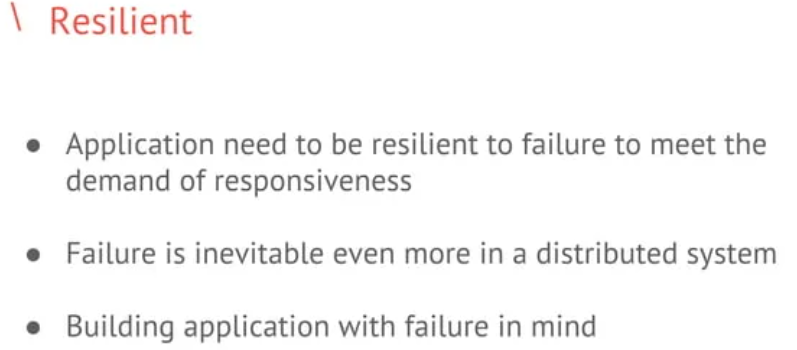 \ Resilient
● Application need to be resilient to failure to meet the
demand of responsiveness
● Failure is inevitable even more in a distributed system
● Building application with failure in mind